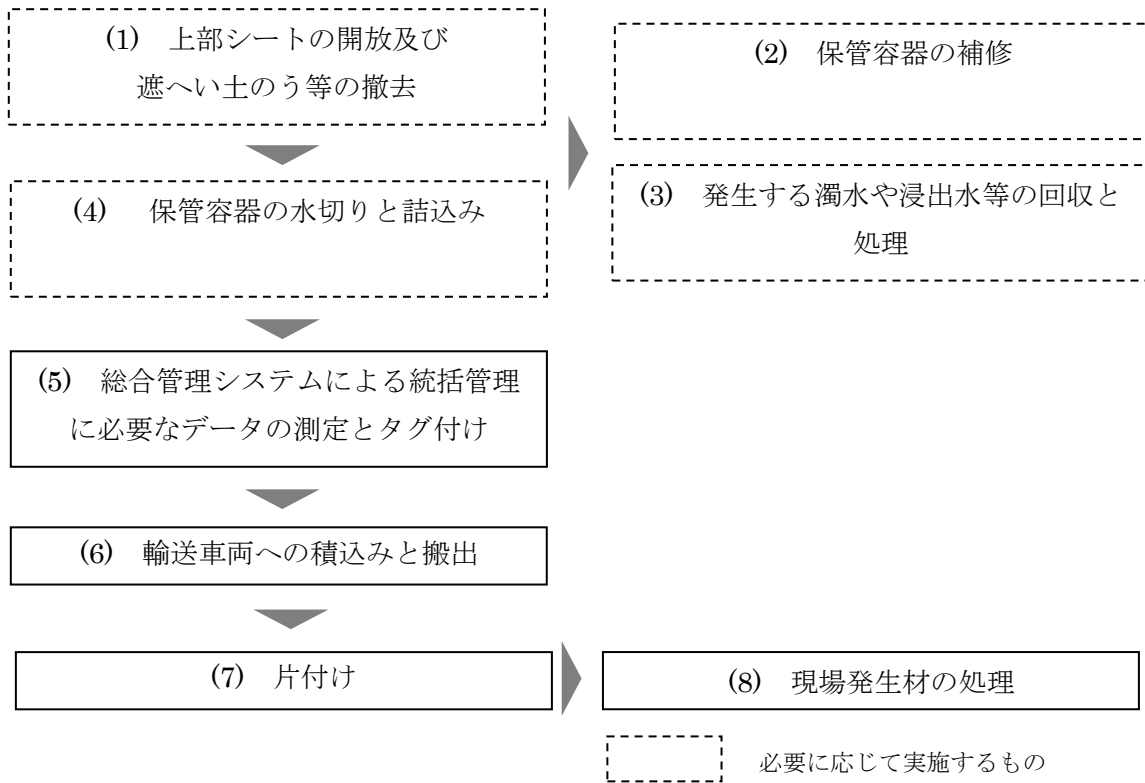 (1) 上部シートの開放及び
遮へい土のう等の撤去
(2) 保管容器の補修
(3) 発生する濁水や浸出水等の回収と
処理
(4) 保管容器の水切りと詰込み
(5) 総合管理システムによる統括管理
に必要なデータの測定とタグ付け
(6) 輸送車両への積込みと搬出
(7) 片付け
(8) 現場発生材の処理
必要に応じて実施するもの